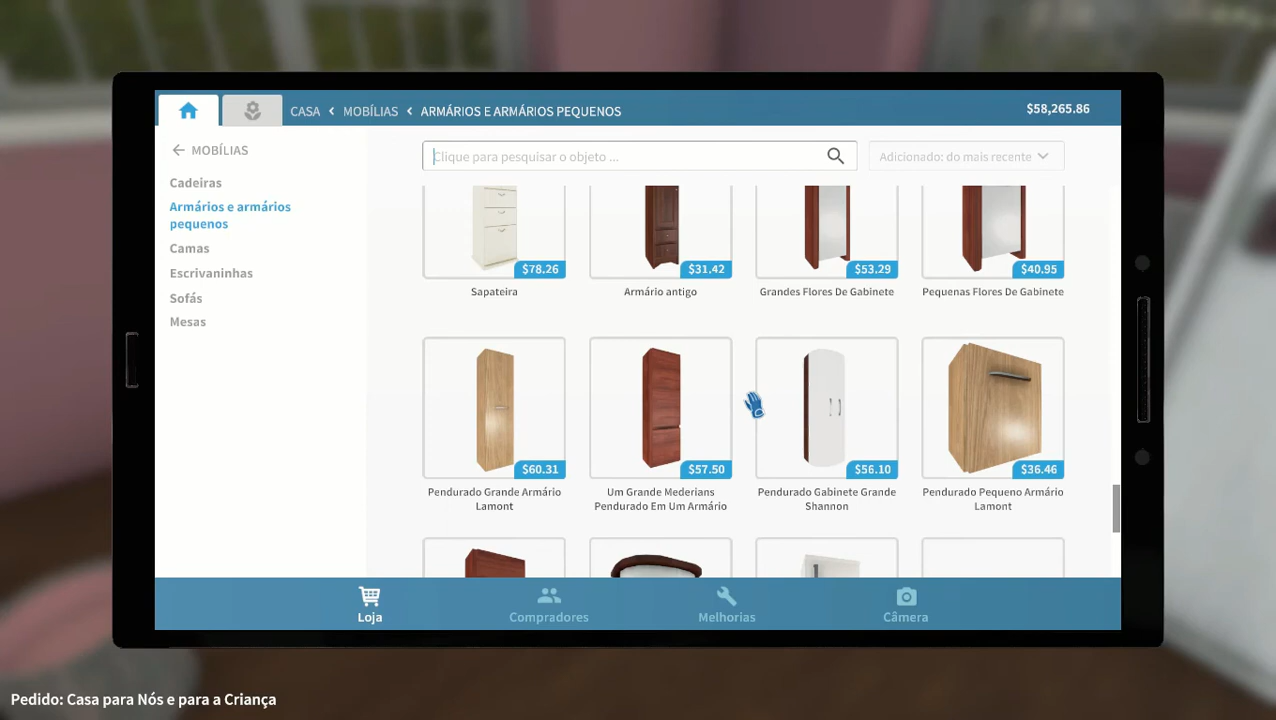 CASA < MOBÍLIAS < ARMÁRIOS E ARMÁRIOS PEQUENOS
$58,265.86
← MOBÍLIAS
Clique para pesquisar o objeto ...
Adicionado: do mais recente
Cadeiras
Armários e armários
pequenos
Camas
Escrivaninhas
Sofás
Mesas
$78.26
$31.42
$53.29
$40.95
Sapateira
Armário antigo
Grandes Flores De Gabinete
Pequenas Flores De Gabinete
$60.31
$57.50
$56.10
$36.46
Pendurado Grande Armário
Lamont
Um Grande Mederians
Pendurado Em Um Armário
Pendurado Gabinete Grande
Shannon
Pendurado Pequeno Armário
Lamont
Loja
Compradores
Melhorias
Câmera
Pedido: Casa para Nós e para a Criança